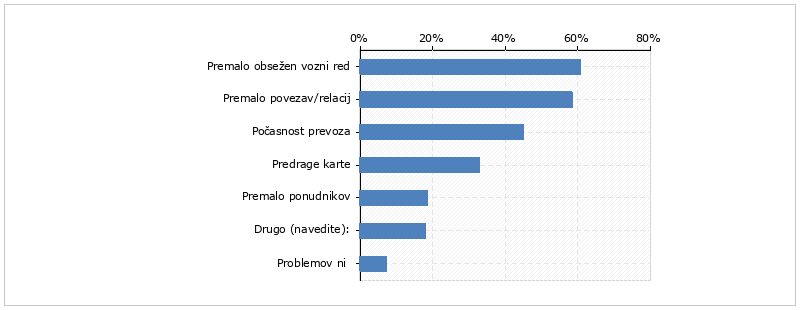 0% 20% 40% 60% 80%
Premalo obsežen vozni red
Premalo povezav/relacij
Počasnost prevoza
Predrage karte
Premalo ponudnikov
Drugo (navedite):
Problemov ni